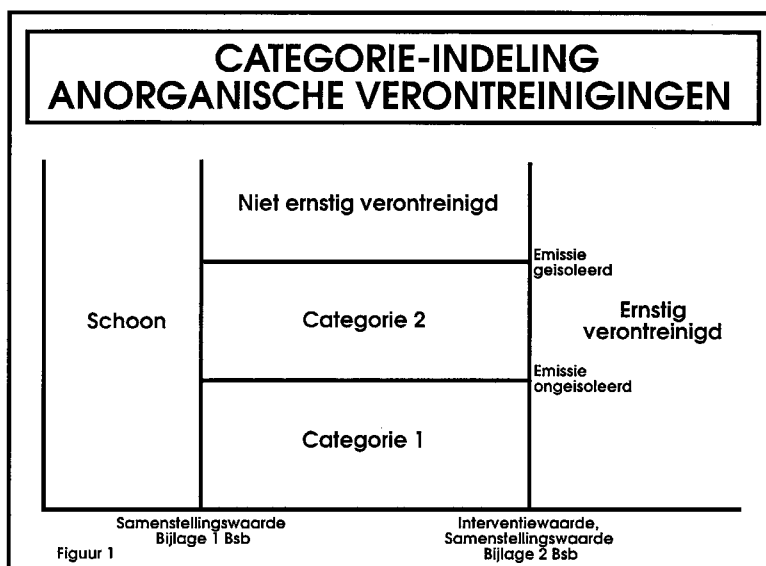 CATEGORIE-INDELING
ANORGANISCHE VERONTREINIGINGEN
Niet ernstig verontreinigd
Emissie
geisoleerd
Schoon
Categorie 2
Ernstig
verontreinigd
Emissie
ongeisoleerd
Categorie 1
Samenstellingswaarde
Bijlage 1 Bsb
Interventiewaarde,
Samenstellingswaarde
Bijlage 2 Bsb
Figuur 1